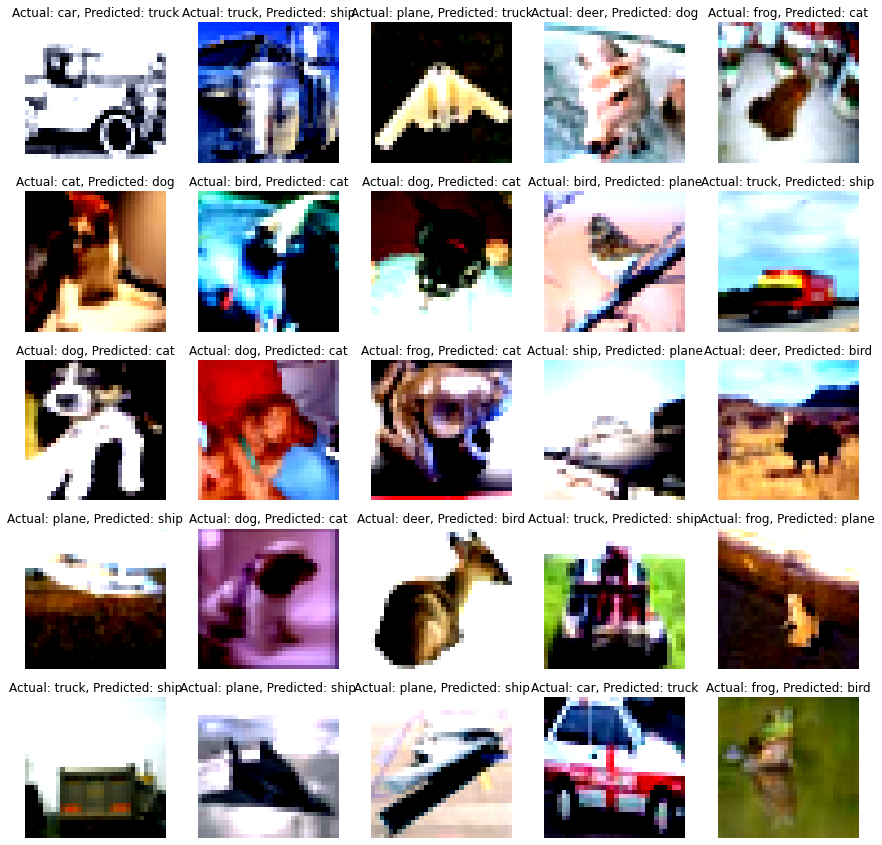 Actual: car, Predicted: truck
Actual: truck, Predicted: ship
Actual: plane, Predicted: truck
Actual: deer, Predicted: dog
Actual: frog, Predicted: cat
Actual: cat, Predicted: dog
Actual: bird, Predicted: cat
Actual: dog, Predicted: cat
Actual: bird, Predicted: plane
Actual: truck, Predicted: ship
Actual: dog, Predicted: cat
Actual: dog, Predicted: cat
Actual: frog, Predicted: cat
Actual: ship, Predicted: plane
Actual: deer, Predicted: bird
Actual: plane, Predicted: ship
Actual: dog, Predicted: cat
Actual: deer, Predicted: bird
Actual: truck, Predicted: ship
Actual: frog, Predicted: plane
Actual: truck, Predicted: ship
Actual: plane, Predicted: ship
Actual: plane, Predicted: ship
Actual: car, Predicted: truck
Actual: frog, Predicted: bird